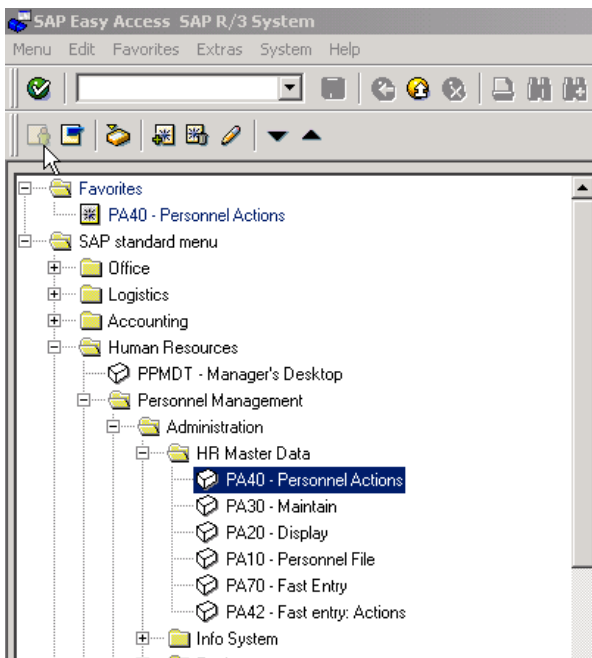 SAP Easy Access SAP R/3 System
Menu Edit Favorites Extras System Help
Favorites
PA40 - Personnel Actions
SAP standard menu
Office
Logistics
Accounting
Human Resources
PPMDT - Manager's Desktop
Personnel Management
Administration
HR Master Data
PA40 - Personnel Actions
PA30 - Maintain
PA20 - Display
PA10 - Personnel File
PA70 - Fast Entry
PA42 - Fast entry: Actions
Info System